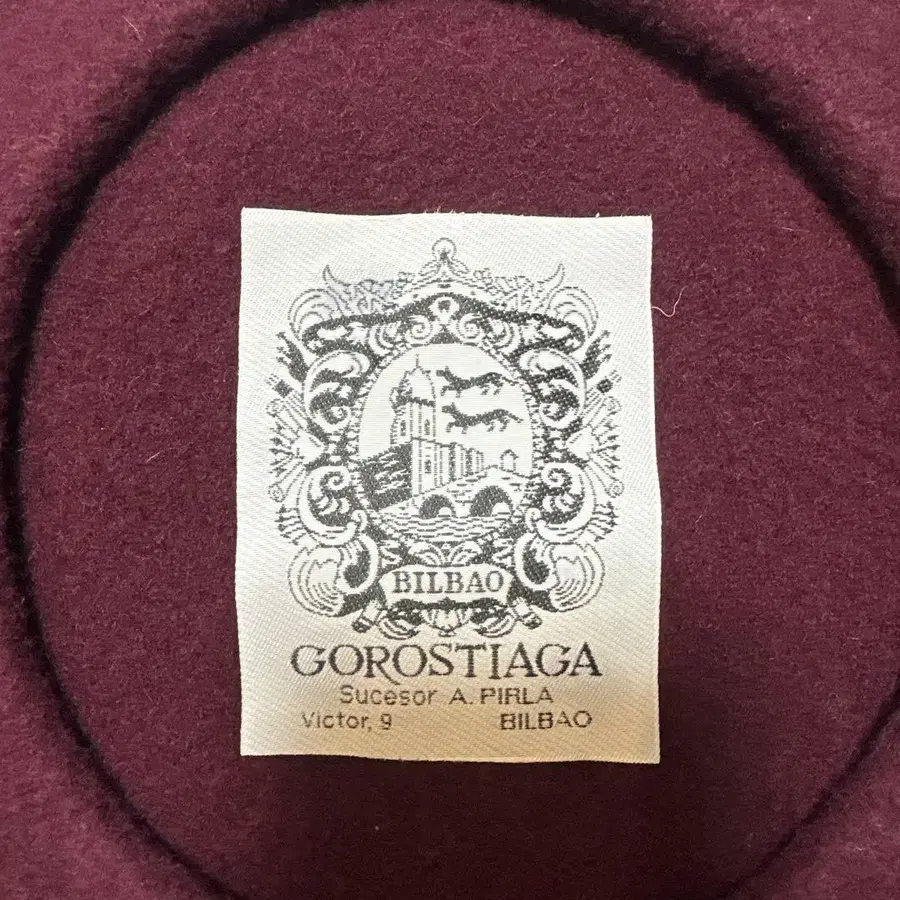 BILBAO
GOROSTIAGA
Sucesor A. PIRLA
Victor, 9 BILBAO